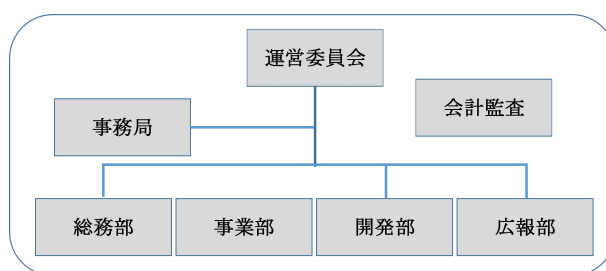 運営委員会
会計監査
事務局
総務部
事業部
開発部
広報部